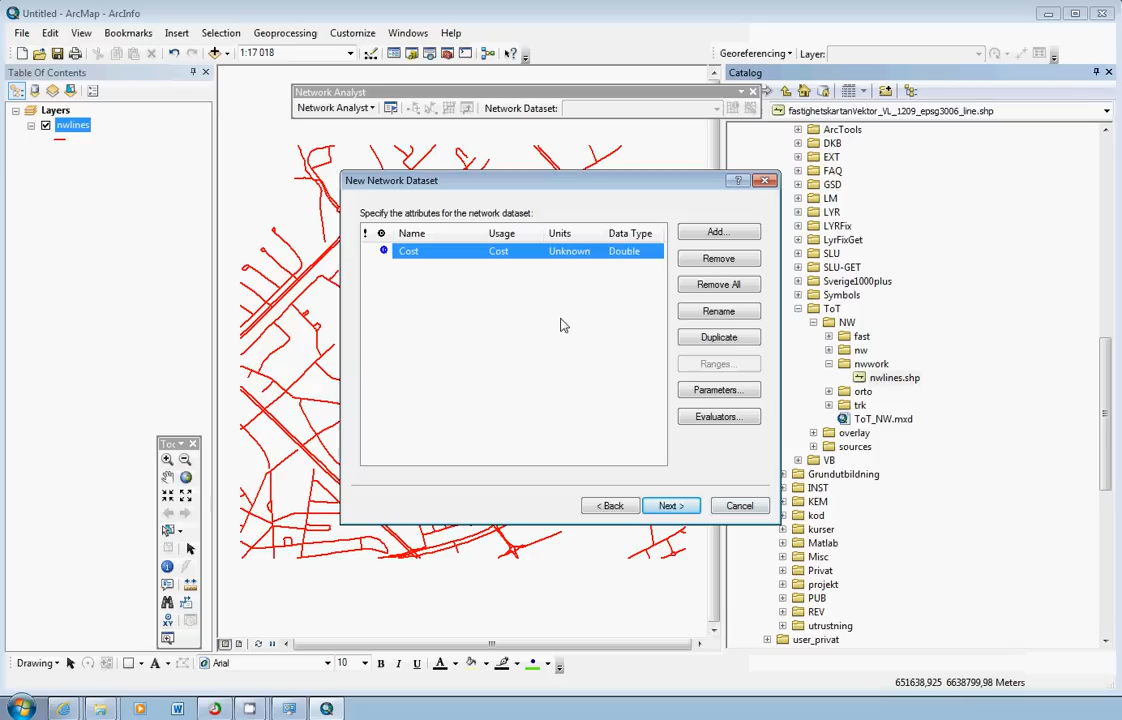 Untitled - ArcMap - ArcInfo
File Edit View Bookmarks Insert Selection Geoprocessing Customize Windows Help
1:17 018
Georeferencing Layer:
Table Of Contents
Catalog
Layers
nwlines
Network Analyst
Network Analyst Network Dataset:
fastighetskartanVektor_VL_1209_epsg3006_line.shp
ArcTools
DKB
EXT
FAQ
GSD
LM
LYR
LYRFix
LyrFixGet
SLU
SLU-GET
Sverige1000plus
Symbols
ToT
NW
fast
nw
nwwork
nwlines.shp
orto
trk
ToT_NW.mxd
overlay
sources
VB
Grundutbildning
INST
KEM
kod
kurser
Matlab
Misc
Privat
projekt
PUB
REV
utrustning
user_privat
New Network Dataset
Specify the attributes for the network dataset:
! Name Usage Units Data Type
Cost Cost Unknown Double
Add...
Remove
Remove All
Rename
Duplicate
Ranges...
Parameters...
Evaluators...
< Back Next > Cancel
Toc
Drawing Arial 10 B I U A
651638,925 6638799,98 Meters